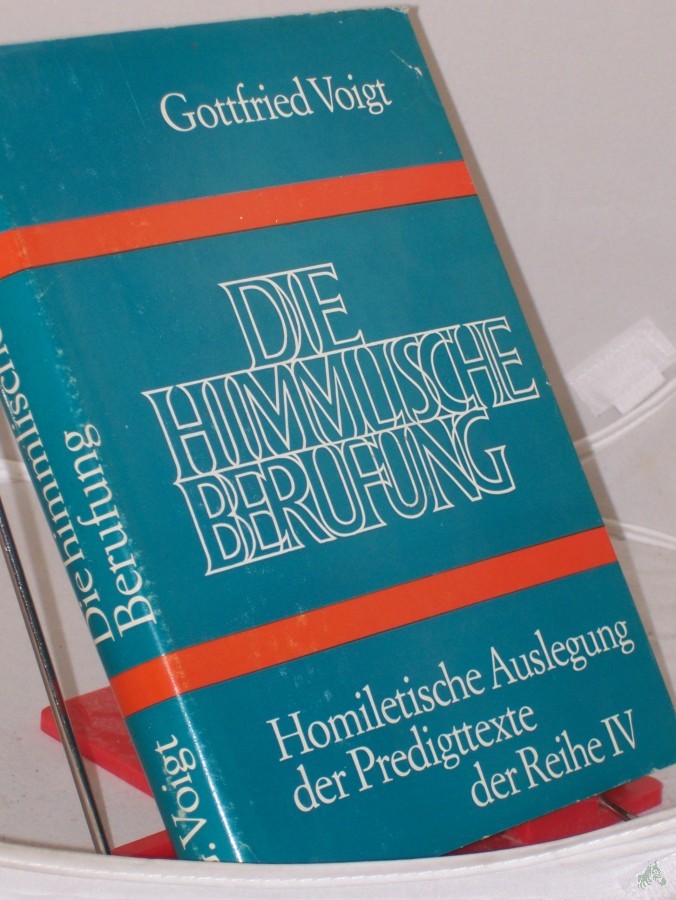 Gottfried Voigt
DIE
HIMMLISCHE
BERUFUNG
Homiletische Auslegung
der Predigttexte
der Reihe IV
Die himmlische
Berufung
Voigt